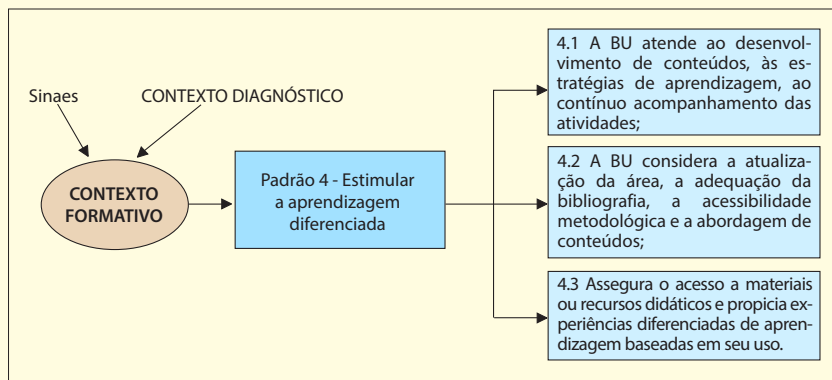 Sinaes
CONTEXTO DIAGNÓSTICO
CONTEXTO
FORMATIVO
Padrão 4 - Estimular
a aprendizagem
diferenciada
4.1 A BU atende ao desenvol-
vimento de conteúdos, às es-
tratégias de aprendizagem, ao
contínuo acompanhamento das
atividades;
4.2 A BU considera a atualiza-
ção da área, a adequação da
bibliografia, a acessibilidade
metodológica e a abordagem de
conteúdos;
4.3 Assegura o acesso a materiais
ou recursos didáticos e propicia ex-
periências diferenciadas de apren-
dizagem baseadas em seu uso.